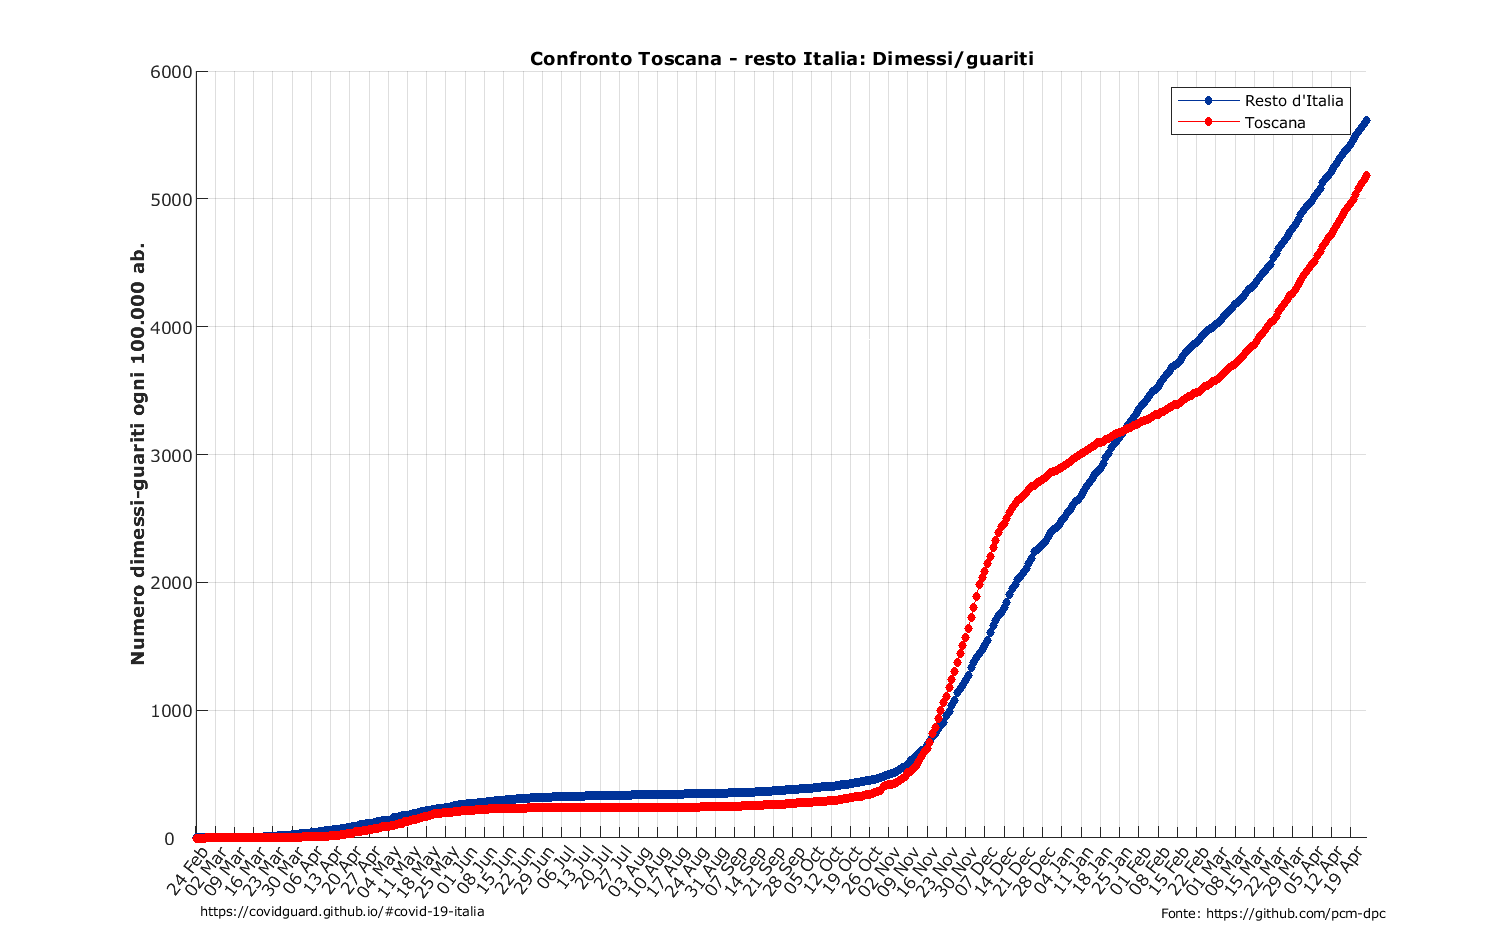 Confronto Toscana - resto Italia: Dimessi/guariti
6000
5000
4000
3000
2000
1000
0
Numero dimessi-guariti ogni 100.000 ab.
Resto d'Italia
Toscana
24 Feb
02 Mar
09 Mar
16 Mar
23 Mar
30 Mar
06 Apr
13 Apr
20 Apr
27 Apr
04 May
11 May
18 May
25 May
01 Jun
08 Jun
15 Jun
22 Jun
29 Jun
06 Jul
13 Jul
20 Jul
27 Jul
03 Aug
10 Aug
17 Aug
24 Aug
31 Aug
07 Sep
14 Sep
21 Sep
28 Sep
05 Oct
12 Oct
19 Oct
26 Oct
02 Nov
09 Nov
16 Nov
23 Nov
30 Nov
07 Dec
14 Dec
21 Dec
28 Dec
04 Jan
11 Jan
18 Jan
25 Jan
01 Feb
08 Feb
15 Feb
22 Feb
01 Mar
08 Mar
15 Mar
22 Mar
29 Mar
05 Apr
12 Apr
19 Apr
https://covidguard.github.io/#covid-19-italia
Fonte: https://github.com/pcm-dpc